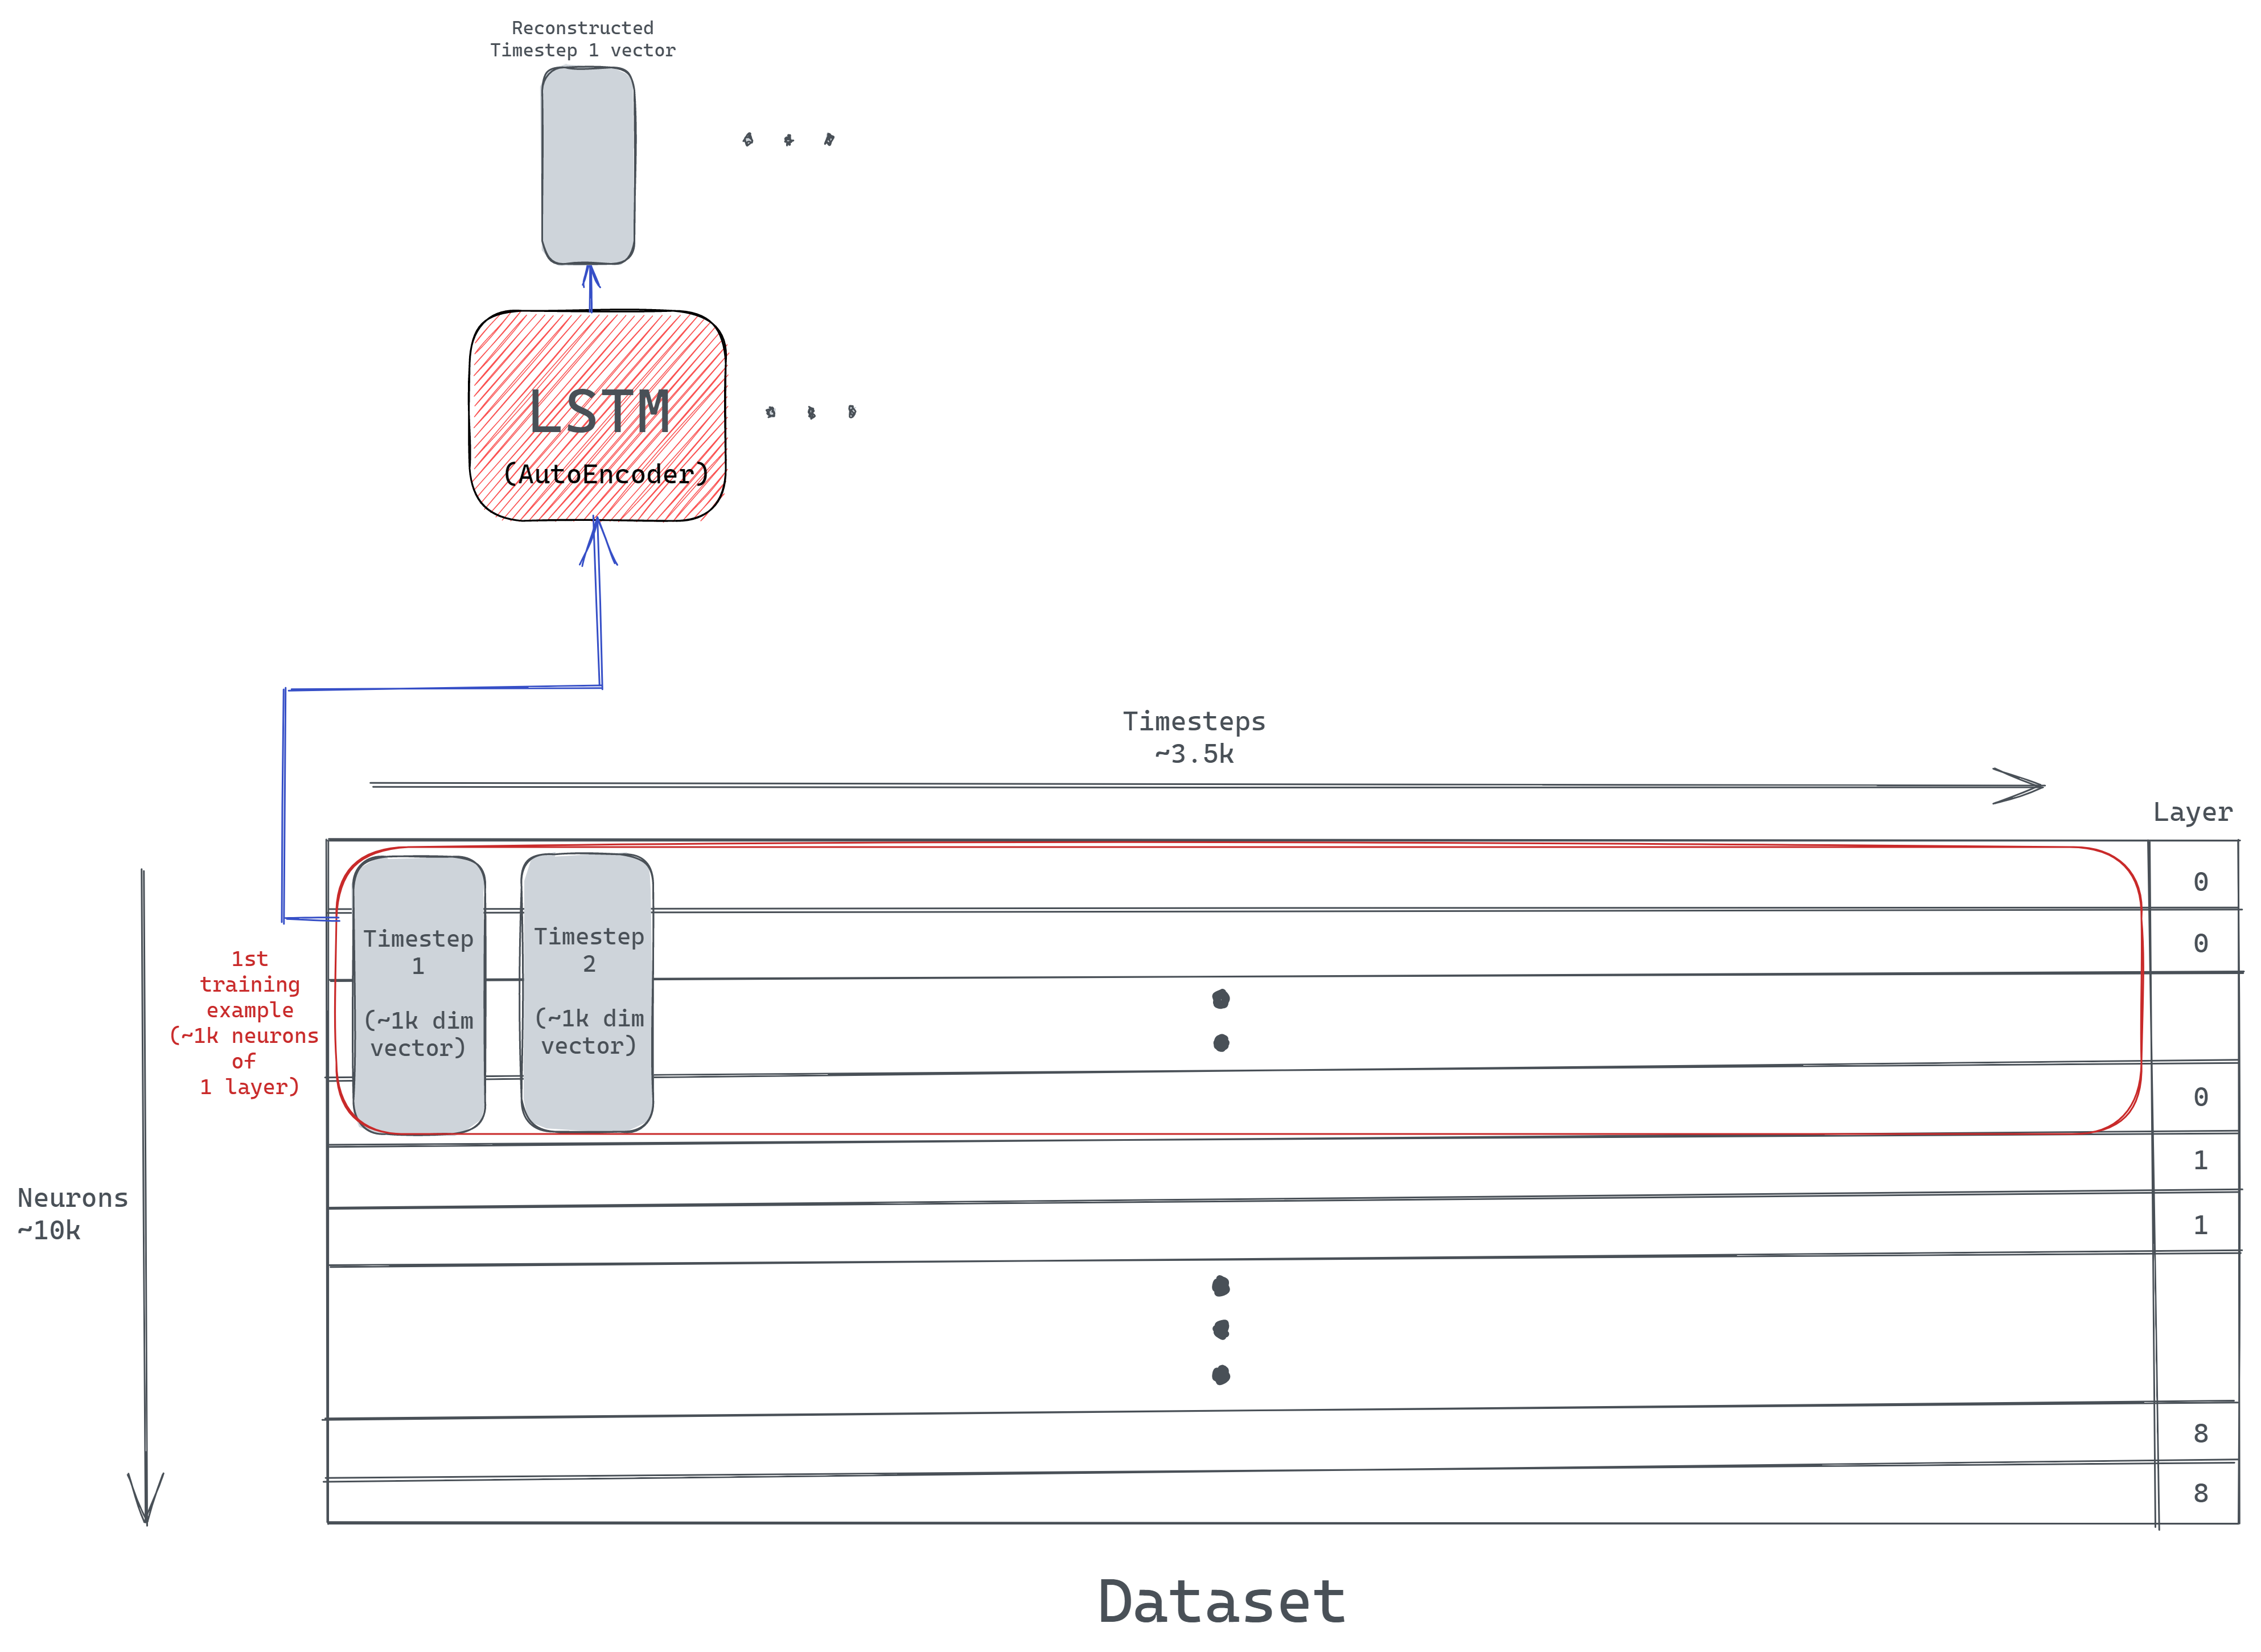 Reconstructed
Timestep 1 vector
LSTM
(AutoEncoder)
Timesteps
~3.5k
Layer
0
0
0
1
1
8
8
Timestep
1
(~1k dim
vector)
Timestep
2
(~1k dim
vector)
1st
training
example
(~1k neurons
of
1 layer)
Neurons
~10k
Dataset